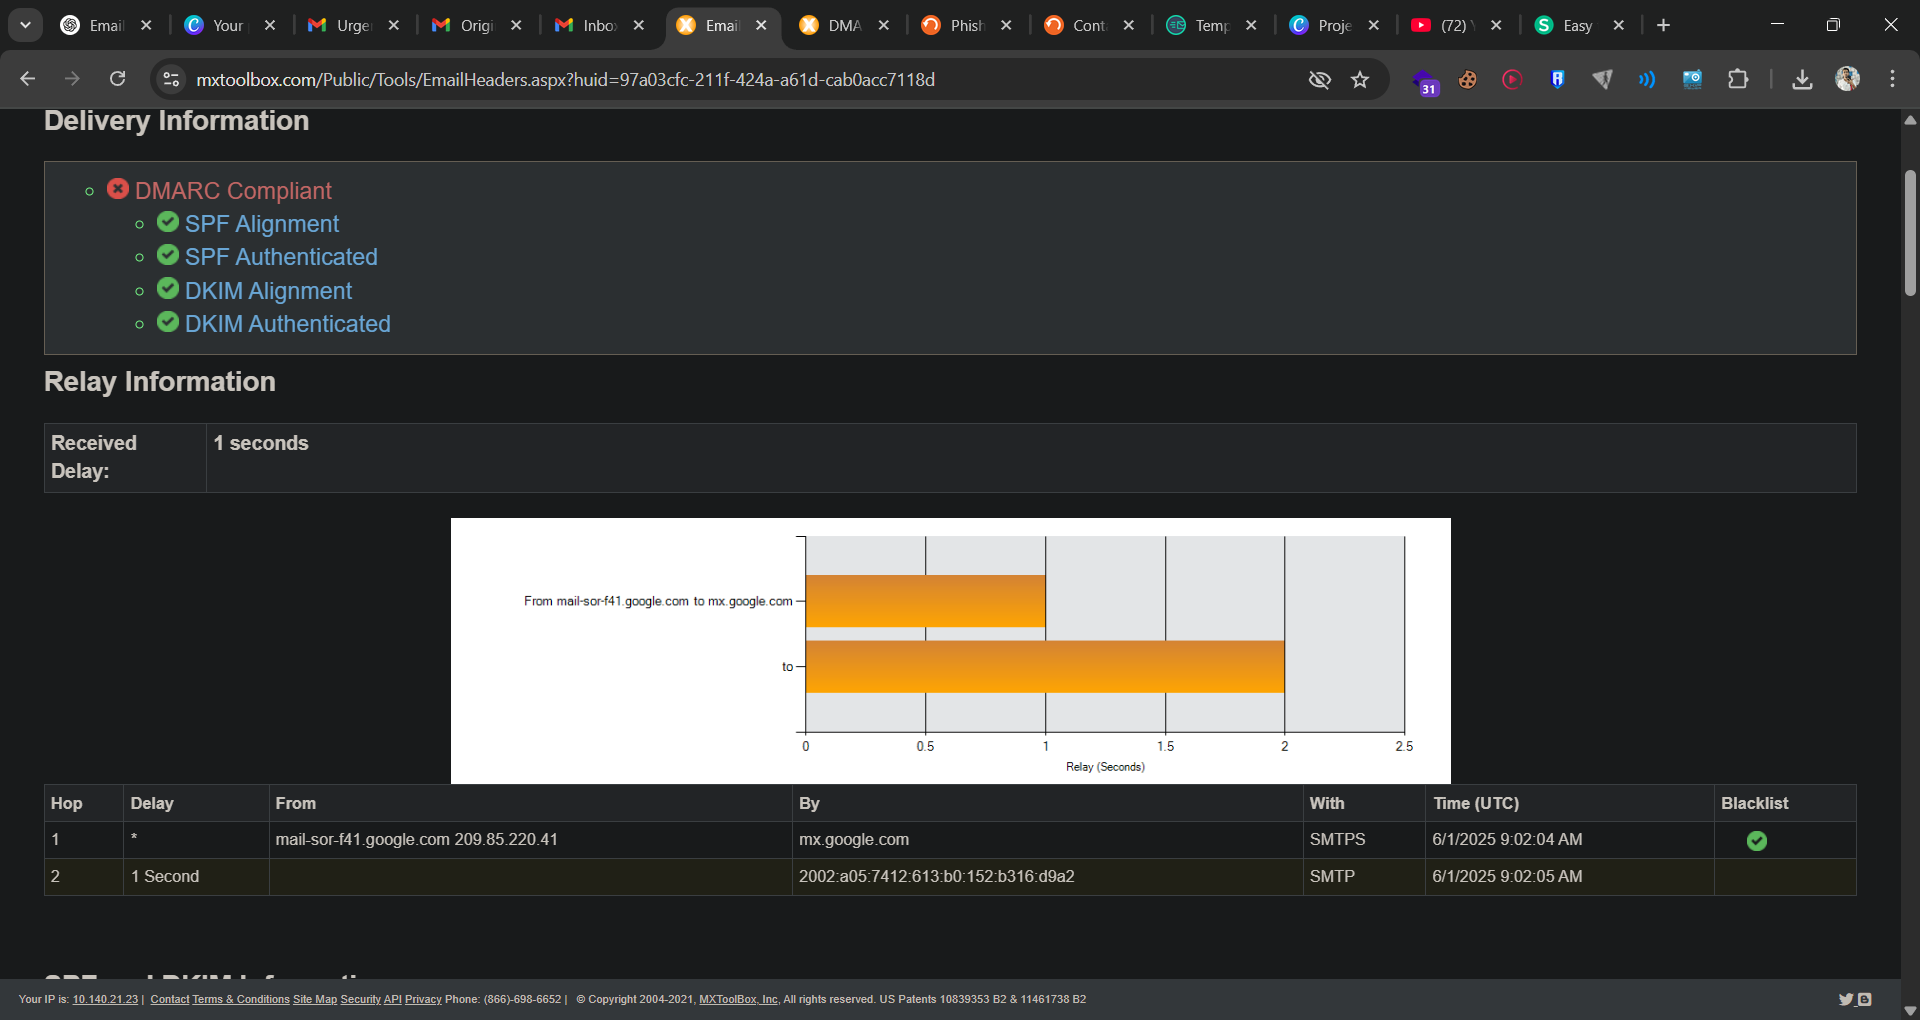 Email
Your
Urge
Origi
Inbo
Email
DMA
Phish
Cont
Temp
Proje
(72)
Easy
mxtoolbox.com/Public/Tools/EmailHeaders.aspx?huid=97a03cfc-211f-424a-a61d-cab0acc7118d
31
Delivery Information
DMARC Compliant
SPF Alignment
SPF Authenticated
DKIM Alignment
DKIM Authenticated
Relay Information
Received Delay: 1 seconds
From mail-sor-f41.google.com to mx.google.com
to
0 0.5 1 1.5 2 2.5
Relay (Seconds)
Hop Delay From By With Time (UTC) Blacklist
1 * mail-sor-f41.google.com 209.85.220.41 mx.google.com SMTPS 6/1/2025 9:02:04 AM
2 1 Second 2002:a05:7412:613:b0:152:b316:d9a2 SMTP 6/1/2025 9:02:05 AM
Your IP is: 10.140.21.23 | Contact Terms & Conditions Site Map Security API Privacy Phone: (866)-698-6652 | © Copyright 2004-2021, MXToolBox, Inc, All rights reserved. US Patents 10839353 B2 & 11461738 B2